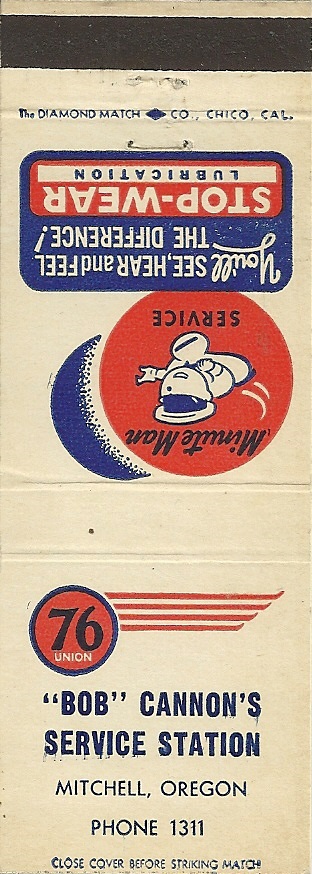 The DIAMOND MATCH CO., CHICO, CAL.
Minute Man
SERVICE
You'll SEE, HEAR and FEEL
THE DIFFERENCE!
STOP-WEAR
LUBRICATION
76
UNION
"BOB" CANNON'S
SERVICE STATION
MITCHELL, OREGON
PHONE 1311
CLOSE COVER BEFORE STRIKING MATCH